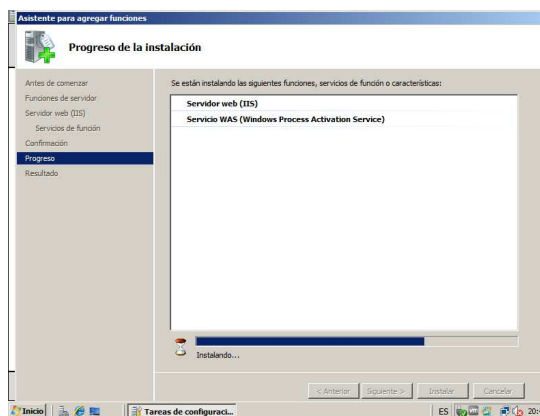 Asistente para agregar funciones
Progreso de la instalación
Antes de comenzar
Funciones de servidor
Servidor web (IIS)
Servicios de función
Confirmación
Progreso
Resultado
Se están instalando las siguientes funciones, servicios de función o características:
Servidor web (IIS)
Servicio WAS (Windows Process Activation Service)
Instalando...
< Anterior
Siguiente >
Instalar
Cancelar
Inicio
Tareas de configuraci...
ES